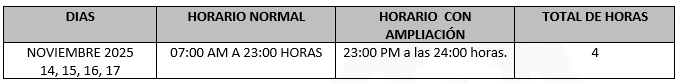 DIAS HORARIO NORMAL HORARIO CON AMPLIACIÓN TOTAL DE HORAS
NOVIEMBRE 2025 07:00 AM A 23:00 HORAS 23:00 PM a las 24:00 horas. 4
14, 15, 16, 17